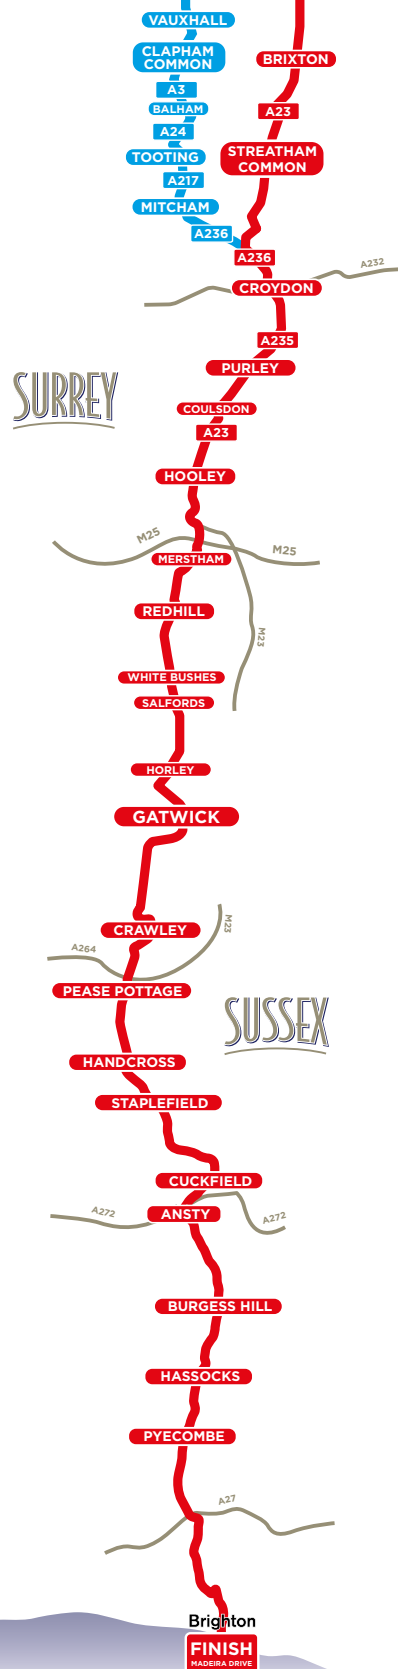 VAUXHALL
CLAPHAM
COMMON
BRIXTON
A3
BALHAM
A23
A24
TOOTING
STREATHAM
COMMON
A217
MITCHAM
A236
A236
A232
CROYDON
A235
PURLEY
SURREY
COULSDON
A23
HOOLEY
M25
M25
MERSTHAM
REDHILL
M23
WHITE BUSHES
SALFORDS
HORLEY
GATWICK
M23
CRAWLEY
A264
PEASE POTTAGE
SUSSEX
HANDCROSS
STAPLEFIELD
CUCKFIELD
A272
ANSTY
A272
BURGESS HILL
HASSOCKS
PYECOMBE
A27
Brighton
FINISH
MADEIRA DRIVE